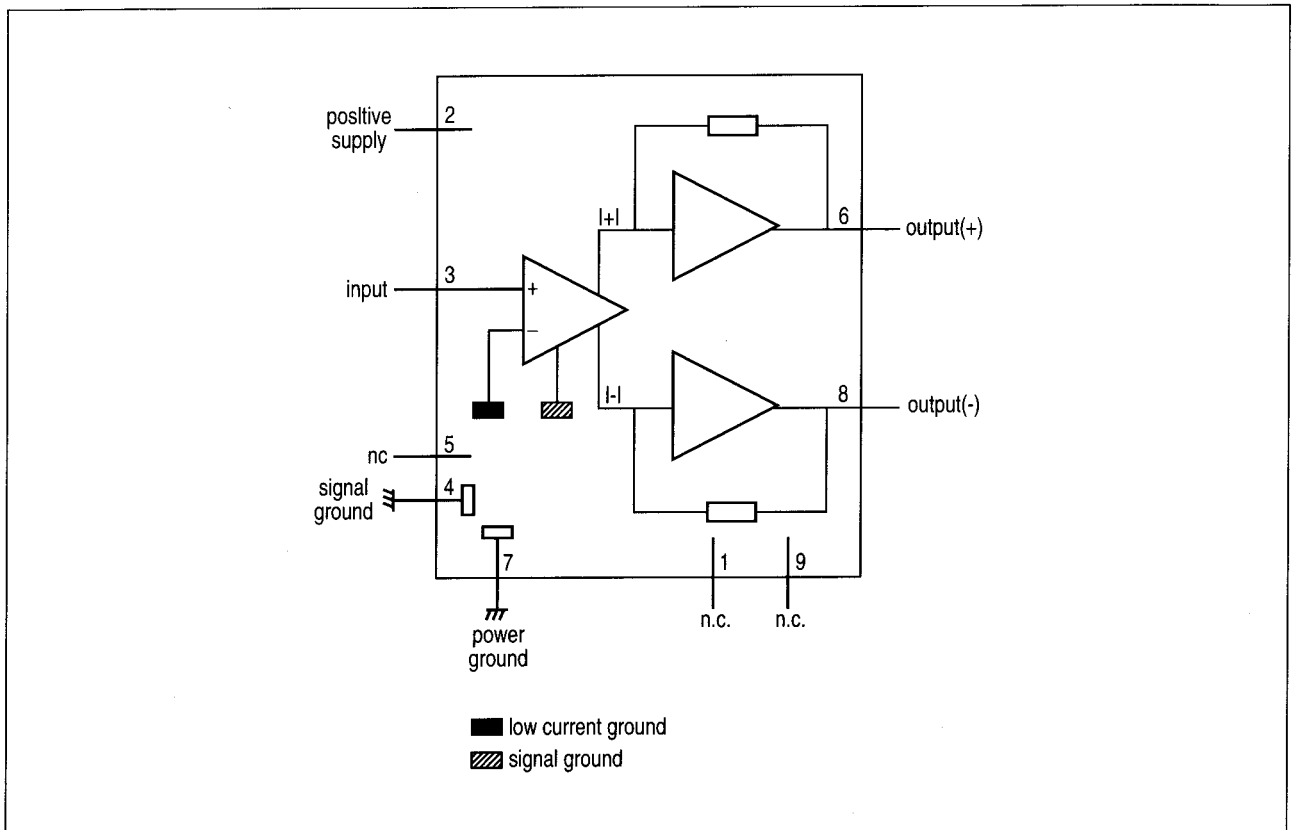 posItive
supply
2
input
3
+
–
I+I
I-I
6
output(+)
8
output(-)
nc
5
signal
ground
4
7
power
ground
1
9
n.c.
n.c.
low current ground
signal ground